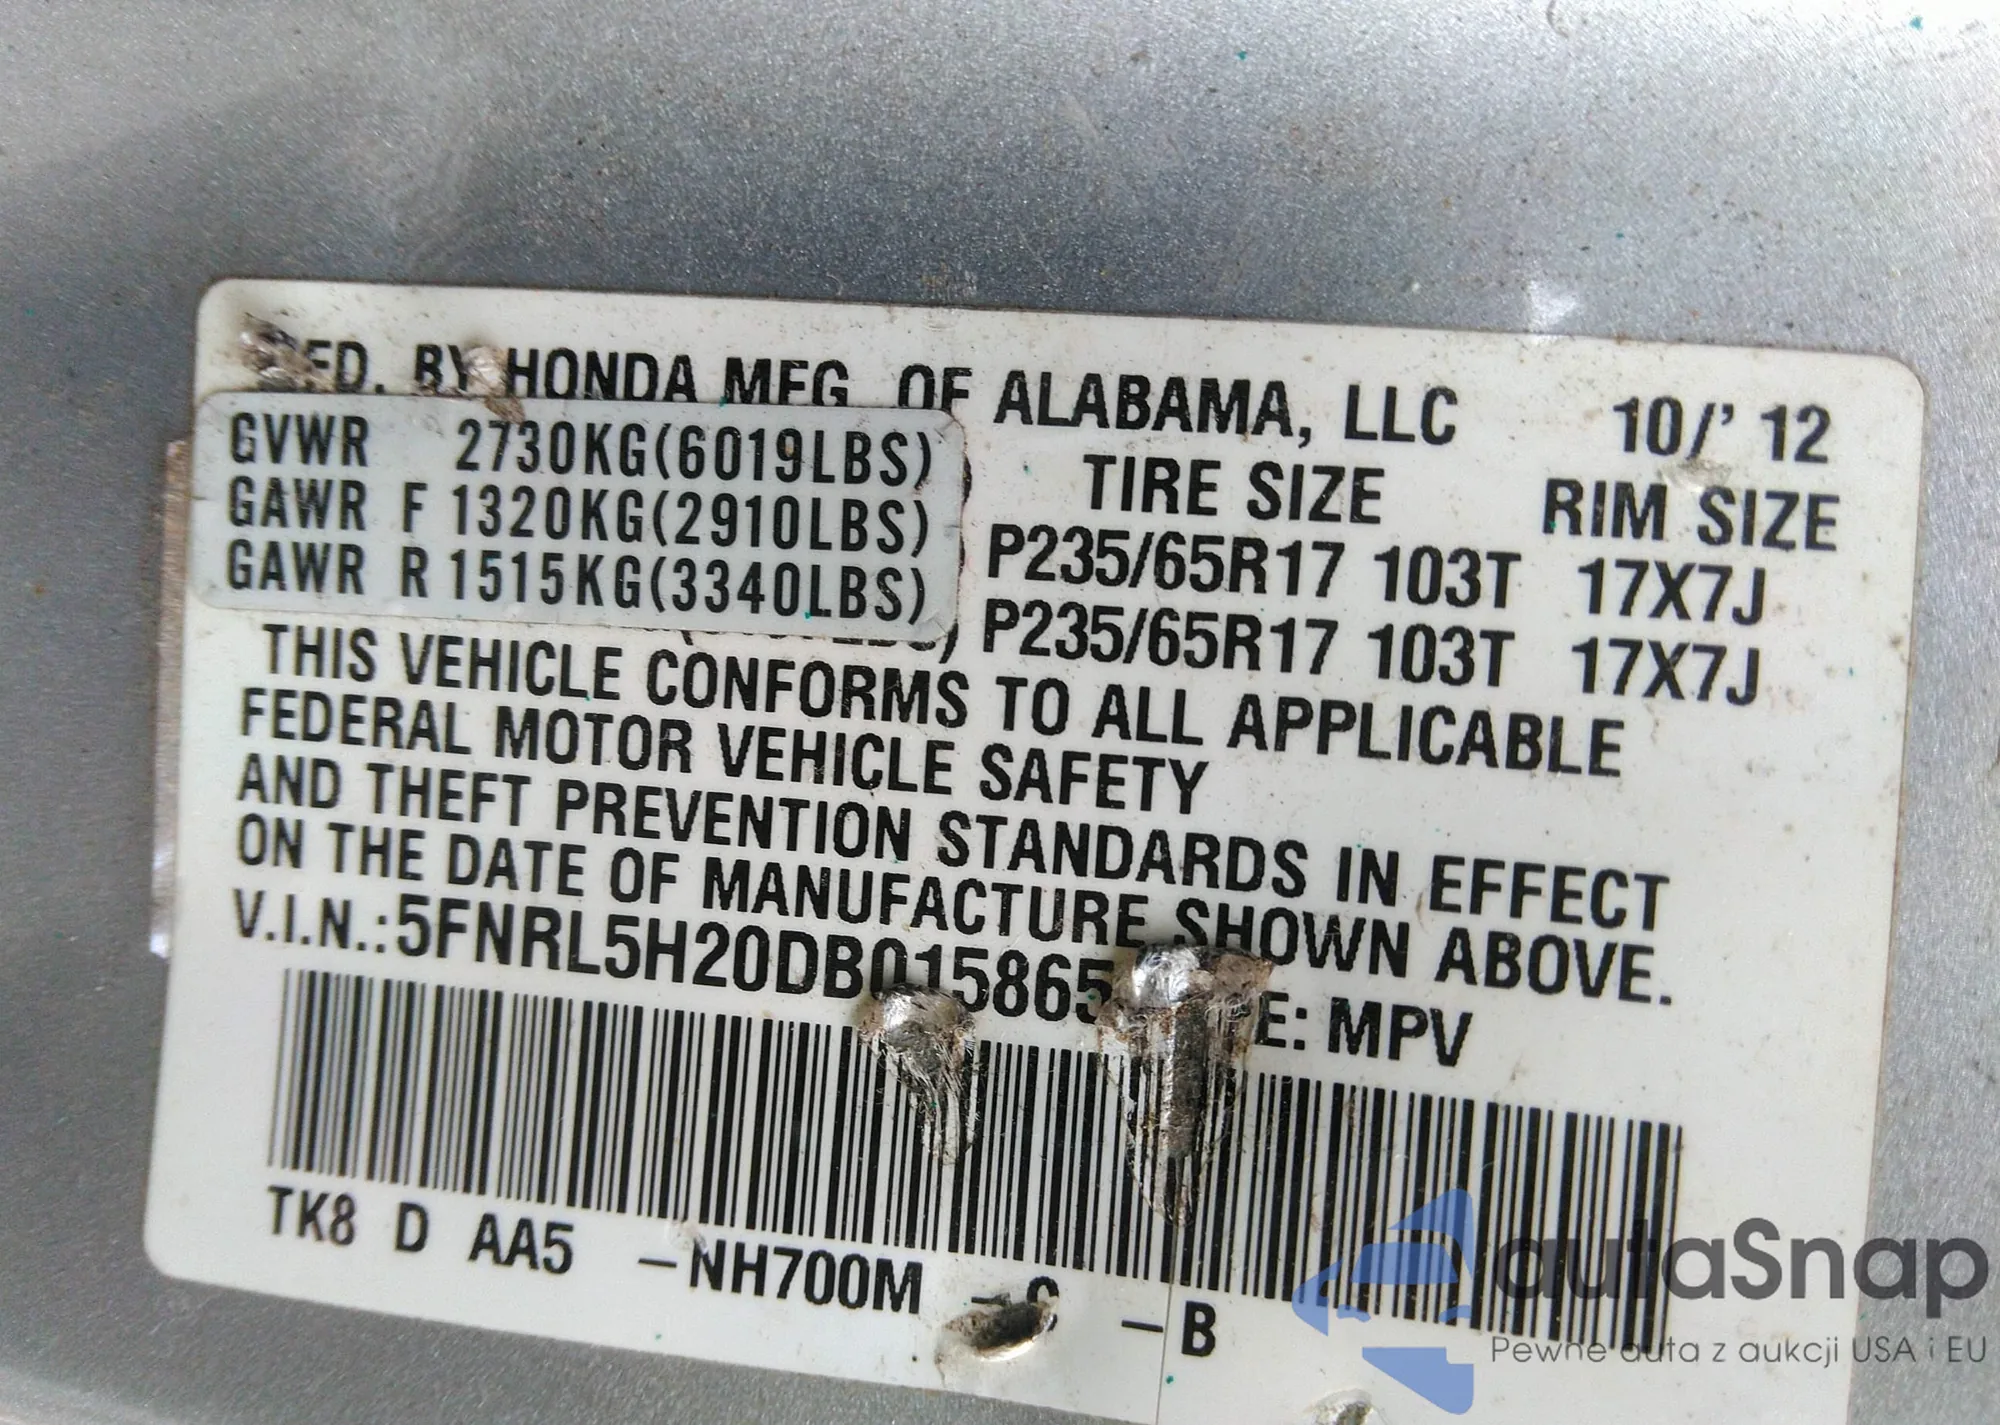 BY HONDA MFG. OF ALABAMA, LLC 10/' 12
GVWR 2730KG(6019LBS)
GAWR F 1320KG(2910LBS)
GAWR R 1515KG(3340LBS)
TIRE SIZE RIM SIZE
P235/65R17 103T 17X7J
P235/65R17 103T 17X7J
THIS VEHICLE CONFORMS TO ALL APPLICABLE
FEDERAL MOTOR VEHICLE SAFETY
AND THEFT PREVENTION STANDARDS IN EFFECT
ON THE DATE OF MANUFACTURE SHOWN ABOVE.
V.I.N.:5FNRL5H20DB015865 MPV
TK8 D AA5 -NH700M - -B
autaSnap
Pewne auta z aukcji USA i EU